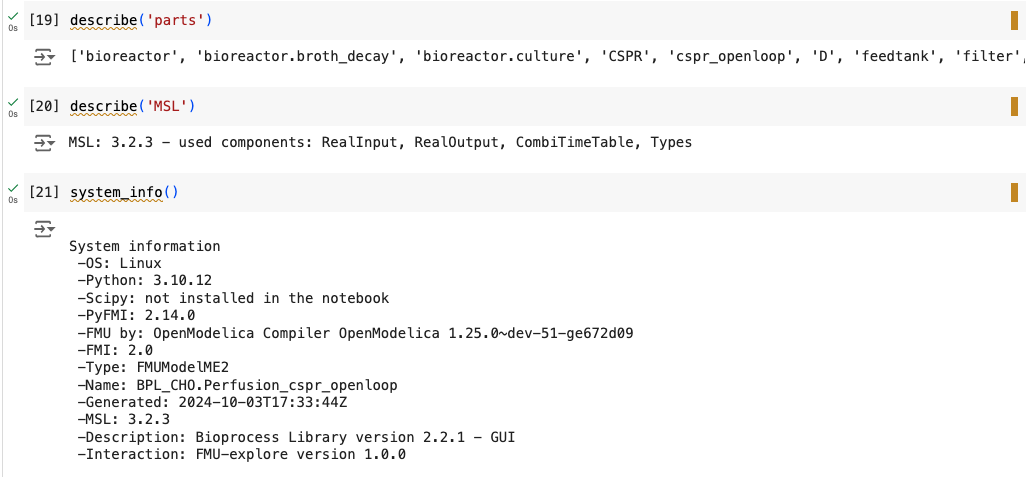 0s [19] describe('parts')
['bioreactor', 'bioreactor.broth_decay', 'bioreactor.culture', 'CSPR', 'cspr_openloop', 'D', 'feedtank', 'filter',
0s [20] describe('MSL')
MSL: 3.2.3 – used components: RealInput, RealOutput, CombiTimeTable, Types
0s [21] system_info()
System information
-OS: Linux
-Python: 3.10.12
-Scipy: not installed in the notebook
-PyFMI: 2.14.0
-FMU by: OpenModelica Compiler OpenModelica 1.25.0~dev-51-ge672d09
-FMI: 2.0
-Type: FMUModelME2
-Name: BPL_CHO.Perfusion_cspr_openloop
-Generated: 2024-10-03T17:33:44Z
-MSL: 3.2.3
-Description: Bioprocess Library version 2.2.1 - GUI
-Interaction: FMU-explore version 1.0.0